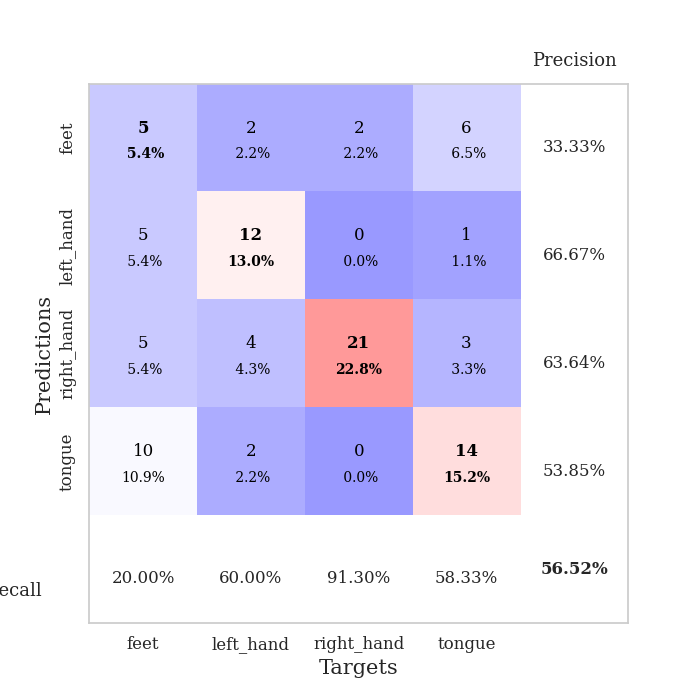 Precision
feet
5 2 2 6
5.4% 2.2% 2.2% 6.5%
33.33%
left_hand
5 12 0 1
5.4% 13.0% 0.0% 1.1%
66.67%
Predictions
right_hand
5 4 21 3
5.4% 4.3% 22.8% 3.3%
63.64%
tongue
10 2 0 14
10.9% 2.2% 0.0% 15.2%
53.85%
ecall
20.00% 60.00% 91.30% 58.33% 56.52%
feet left_hand right_hand tongue
Targets